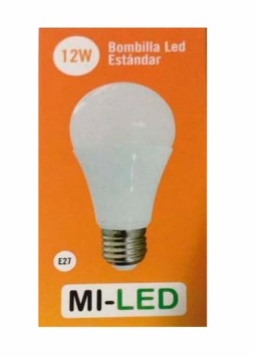 12W
Bombilla Led
Estándar
E27
MI-LED